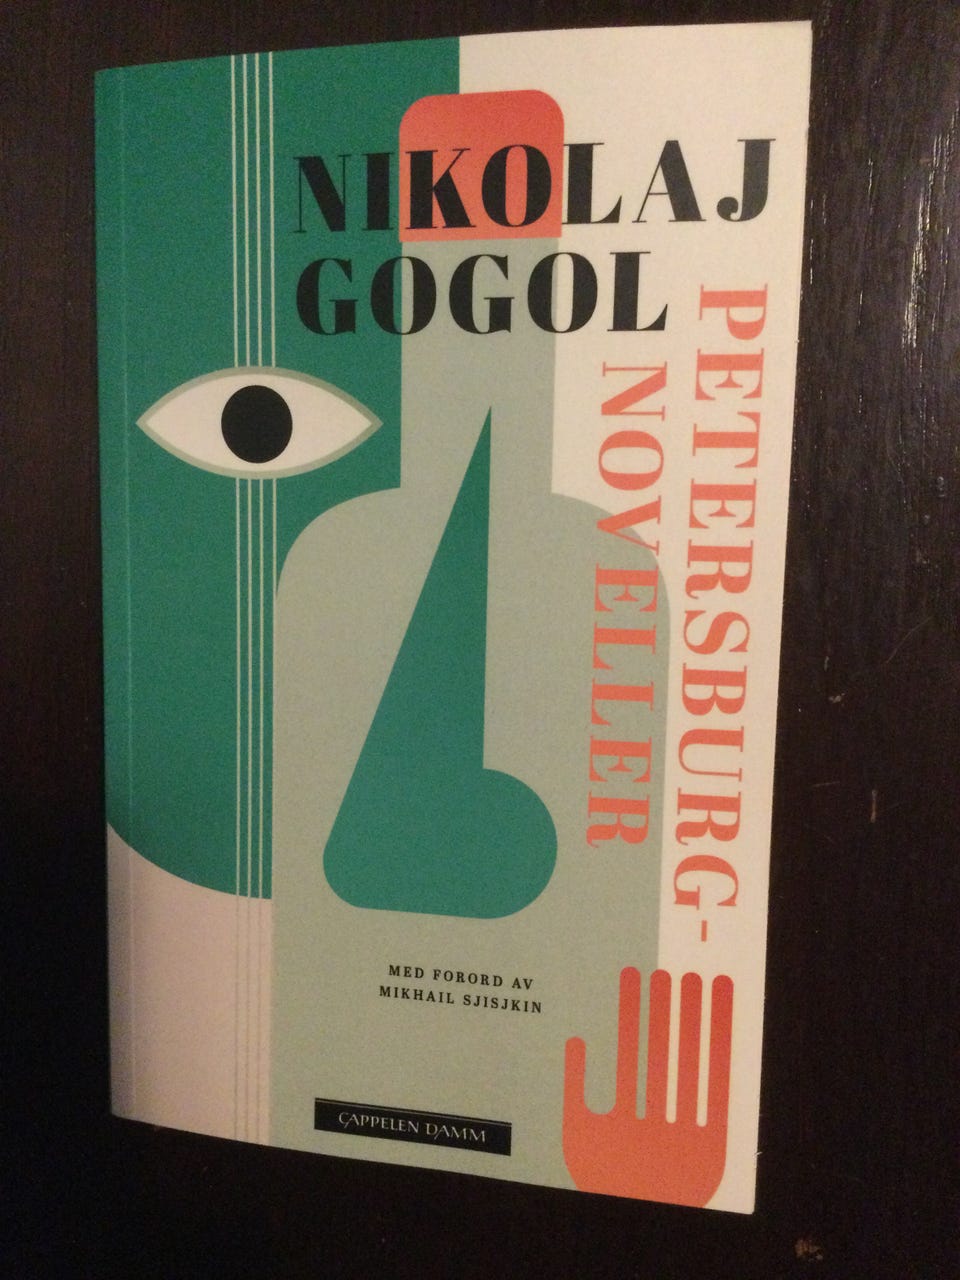 NIKOLAJ
GOGOL
PETERSBURG-
NOVELLER
MED FORORD AV
MIKHAIL SJISJKIN
CAPPELEN DAMM